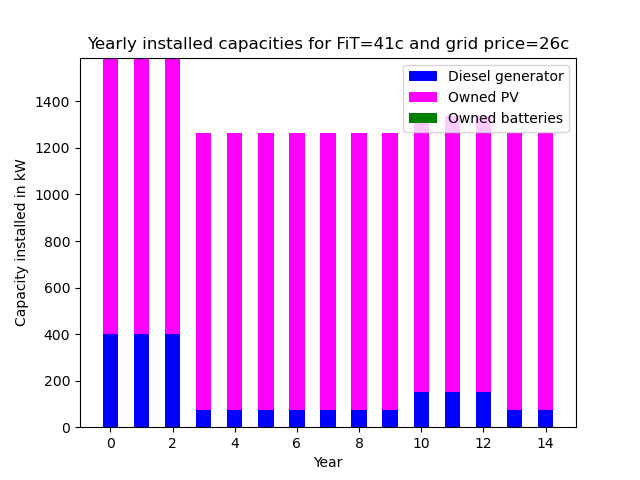 Yearly installed capacities for FiT=41c and grid price=26c
Diesel generator
Owned PV
Owned batteries
Capacity installed in kW
1400
1200
1000
800
600
400
200
0
0 2 4 6 8 10 12 14
Year